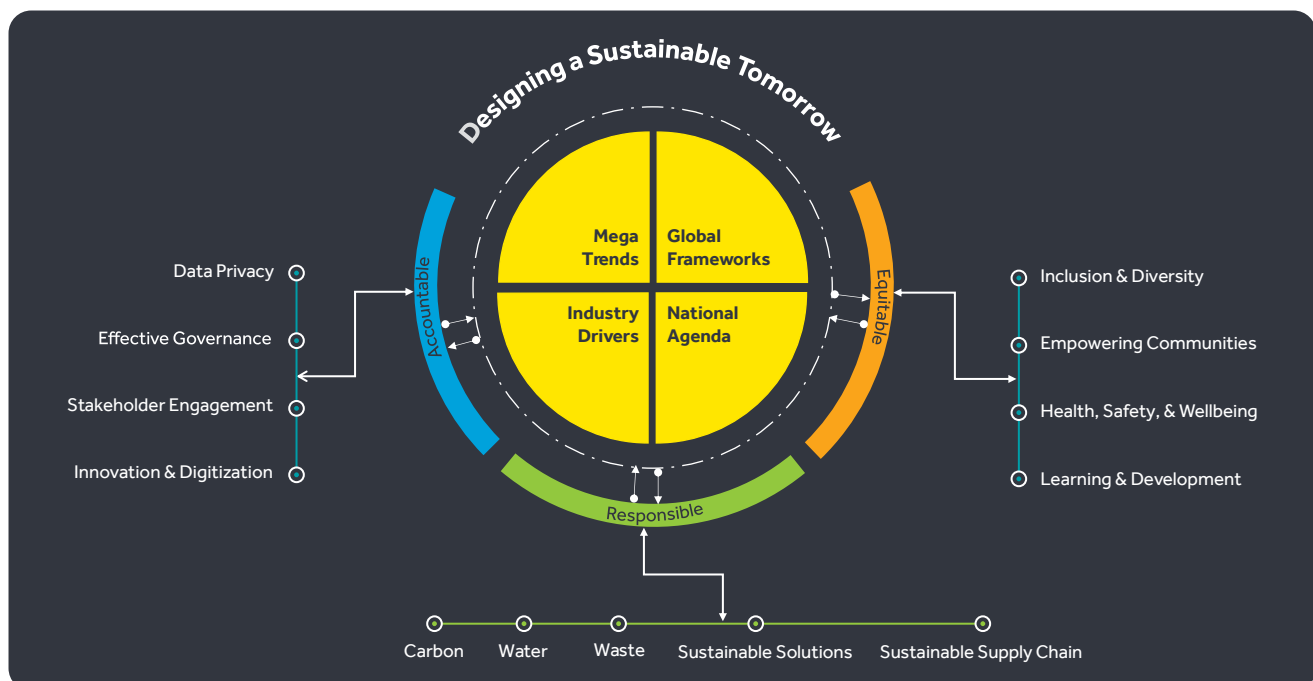 Designing a Sustainable Tomorrow
Mega
Trends
Global
Frameworks
Industry
Drivers
National
Agenda
Accountable
Equitable
Responsible
Data Privacy
Effective Governance
Stakeholder Engagement
Innovation & Digitization
Inclusion & Diversity
Empowering Communities
Health, Safety, & Wellbeing
Learning & Development
Carbon
Water
Waste
Sustainable Solutions
Sustainable Supply Chain